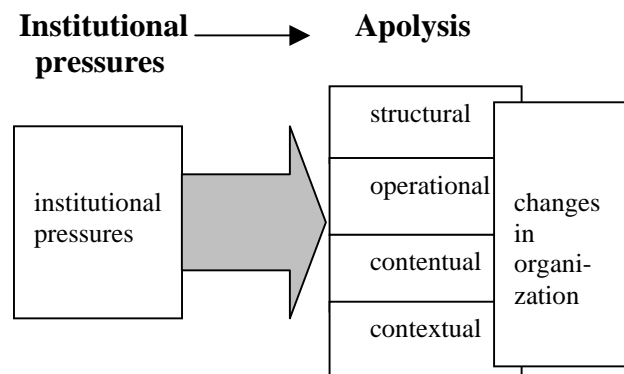 Institutional
pressures
Apolysis
institutional
pressures
structural
operational
contentual
contextual
changes
in
organi-
zation